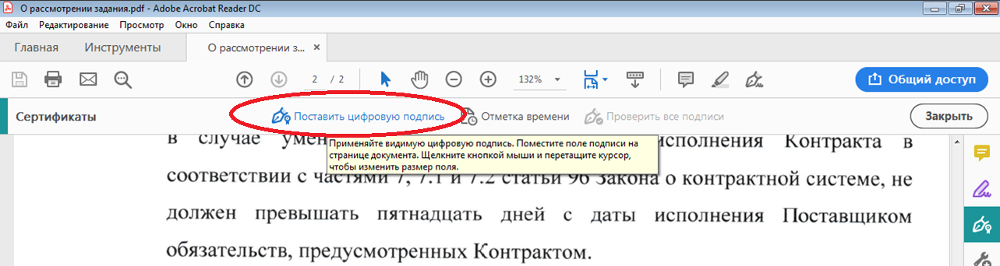 О рассмотрении задания.pdf - Adobe Acrobat Reader DC
Файл Редактирование Просмотр Окно Справка
Главная Инструменты О рассмотрении з... ×
2 / 2 132% Общий доступ
Сертификаты Поставить цифровую подпись Отметка времени Проверить все подписи Закрыть
в случае умен исполнения Контракта в
Применяйте видимую цифровую подпись. Поместите поле подписи на
странице документа. Щелкните кнопкой мыши и перетащите курсор,
чтобы изменить размер поля.
соответствии с частями 7, 7.1 и 7.2 статьи 96 Закона о контрактной системе, не
должен превышать пятнадцать дней с даты исполнения Поставщиком
обязательств, предусмотренных Контрактом.